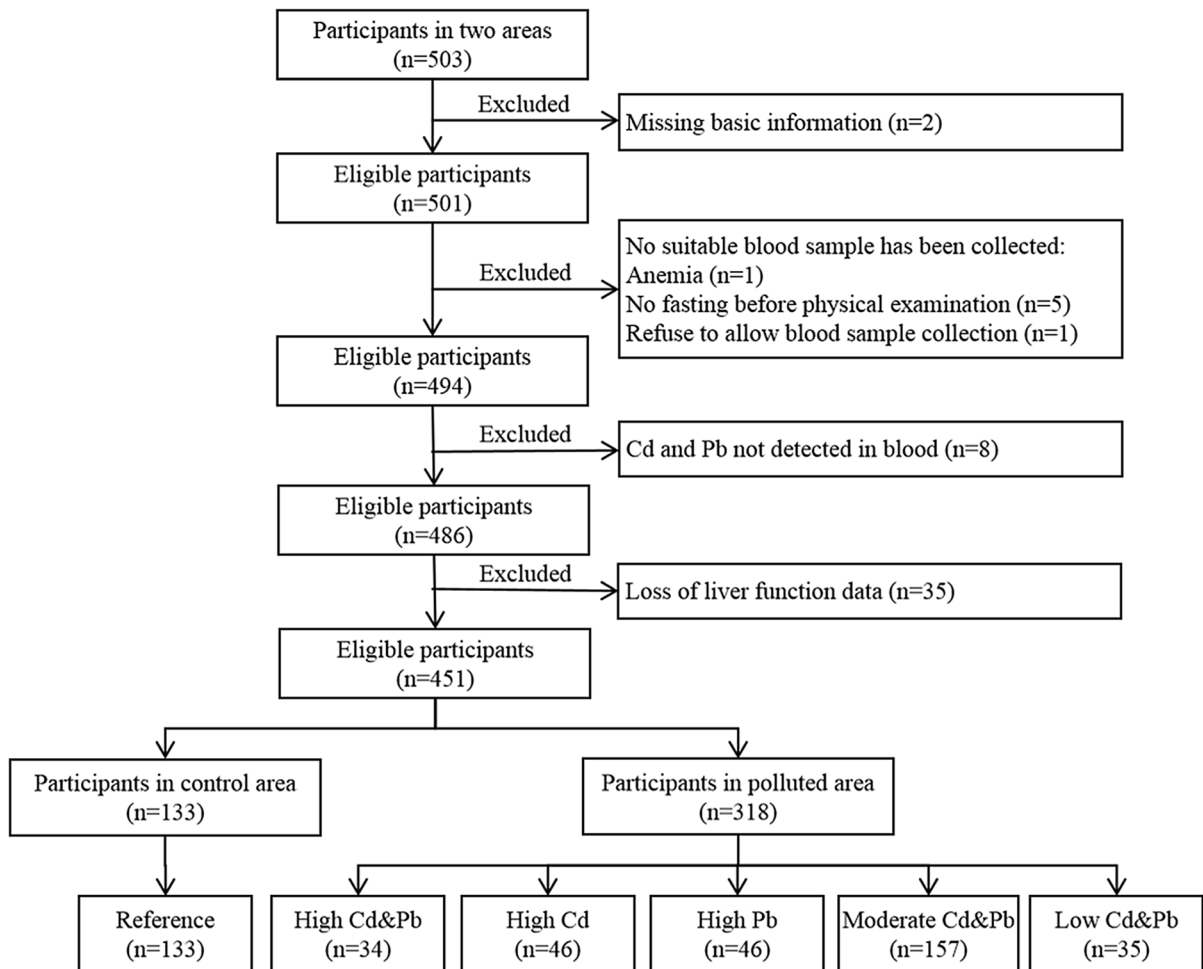 Participants in two areas
(n=503)
Excluded
Missing basic information (n=2)
Eligible participants
(n=501)
Excluded
No suitable blood sample has been collected:
Anemia (n=1)
No fasting before physical examination (n=5)
Refuse to allow blood sample collection (n=1)
Eligible participants
(n=494)
Excluded
Cd and Pb not detected in blood (n=8)
Eligible participants
(n=486)
Excluded
Loss of liver function data (n=35)
Eligible participants
(n=451)
Participants in control area
(n=133)
Participants in polluted area
(n=318)
Reference
(n=133)
High Cd&Pb
(n=34)
High Cd
(n=46)
High Pb
(n=46)
Moderate Cd&Pb
(n=157)
Low Cd&Pb
(n=35)